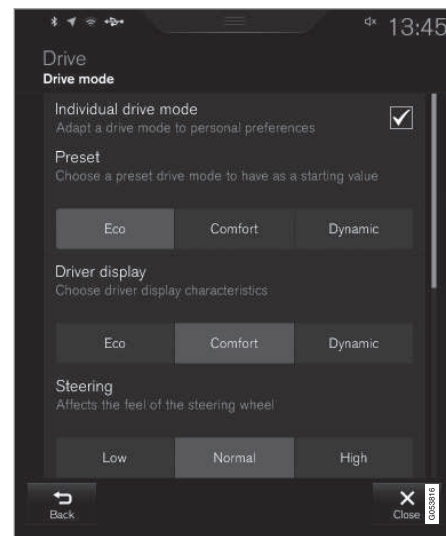 13:45
Drive
Drive mode
Individual drive mode
Adapt a drive mode to personal preferences
Preset
Choose a preset drive mode to have as a starting value
Eco Comfort Dynamic
Driver display
Choose driver display characteristics
Eco Comfort Dynamic
Steering
Affects the feel of the steering wheel
Low Normal High
Back Close
G053816